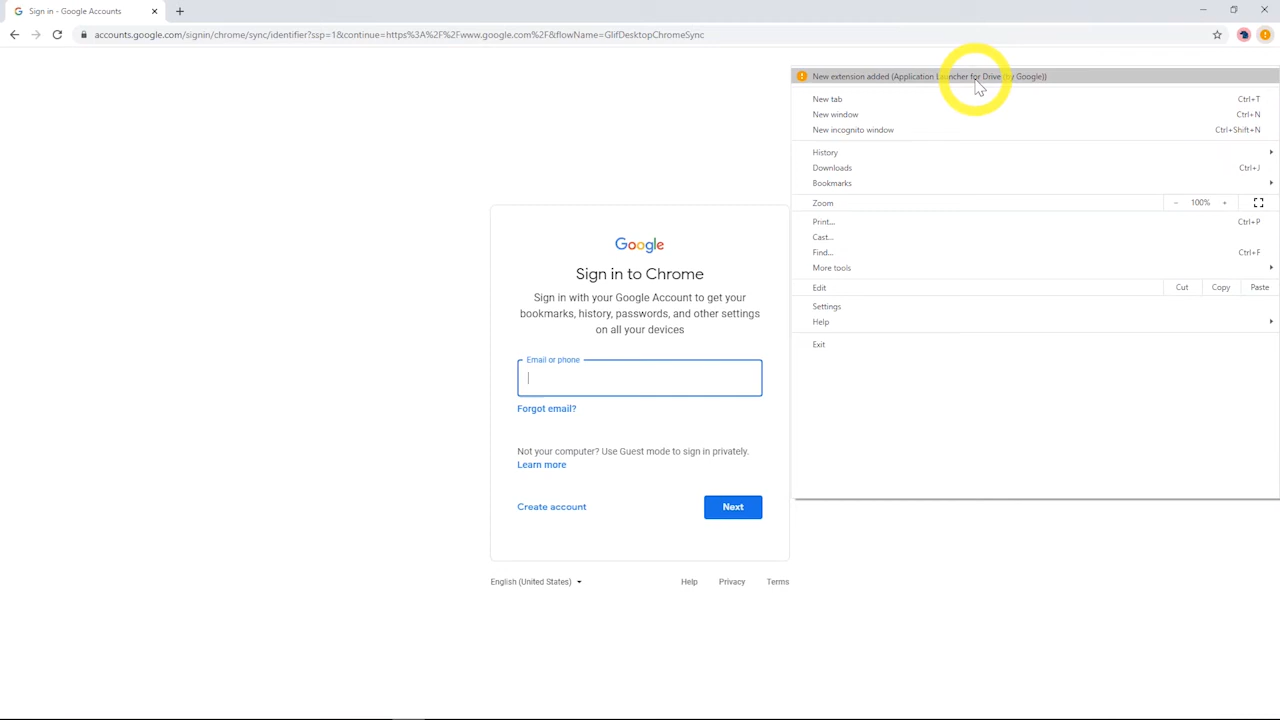 Sign in - Google Accounts
accounts.google.com/signin/chrome/sync/identifier?ssp=1&continue=https%3A%2F%2Fwww.google.com%2F&flowName=GlifDesktopChromeSync
New extension added (Application Launcher for Drive (by Google))
New tab Ctrl+T
New window Ctrl+N
New incognito window Ctrl+Shift+N
History
Downloads Ctrl+J
Bookmarks
Zoom - 100% +
Print... Ctrl+P
Cast...
Find... Ctrl+F
More tools
Edit Cut Copy Paste
Settings
Help
Exit
Google
Sign in to Chrome
Sign in with your Google Account to get your
bookmarks, history, passwords, and other settings
on all your devices
Email or phone
Forgot email?
Not your computer? Use Guest mode to sign in privately.
Learn more
Create account Next
English (United States) Help Privacy Terms